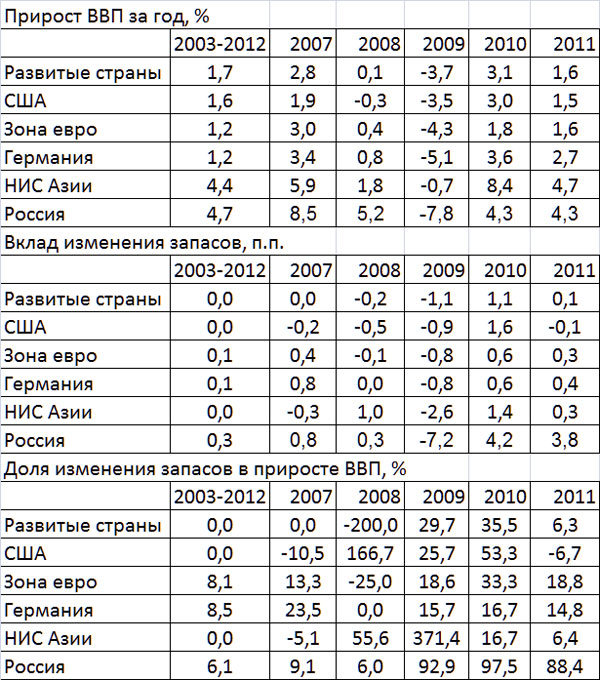 Прирост ВВП за год, %
2003-2012 2007 2008 2009 2010 2011
Развитые страны 1,7 2,8 0,1 -3,7 3,1 1,6
США 1,6 1,9 -0,3 -3,5 3,0 1,5
Зона евро 1,2 3,0 0,4 -4,3 1,8 1,6
Германия 1,2 3,4 0,8 -5,1 3,6 2,7
НИС Азии 4,4 5,9 1,8 -0,7 8,4 4,7
Россия 4,7 8,5 5,2 -7,8 4,3 4,3
Вклад изменения запасов, п.п.
2003-2012 2007 2008 2009 2010 2011
Развитые страны 0,0 0,0 -0,2 -1,1 1,1 0,1
США 0,0 -0,2 -0,5 -0,9 1,6 -0,1
Зона евро 0,1 0,4 -0,1 -0,8 0,6 0,3
Германия 0,1 0,8 0,0 -0,8 0,6 0,4
НИС Азии 0,0 -0,3 1,0 -2,6 1,4 0,3
Россия 0,3 0,8 0,3 -7,2 4,2 3,8
Доля изменения запасов в приросте ВВП, %
2003-2012 2007 2008 2009 2010 2011
Развитые страны 0,0 0,0 -200,0 29,7 35,5 6,3
США 0,0 -10,5 166,7 25,7 53,3 -6,7
Зона евро 8,1 13,3 -25,0 18,6 33,3 18,8
Германия 8,5 23,5 0,0 15,7 16,7 14,8
НИС Азии 0,0 -5,1 55,6 371,4 16,7 6,4
Россия 6,1 9,1 6,0 92,9 97,5 88,4